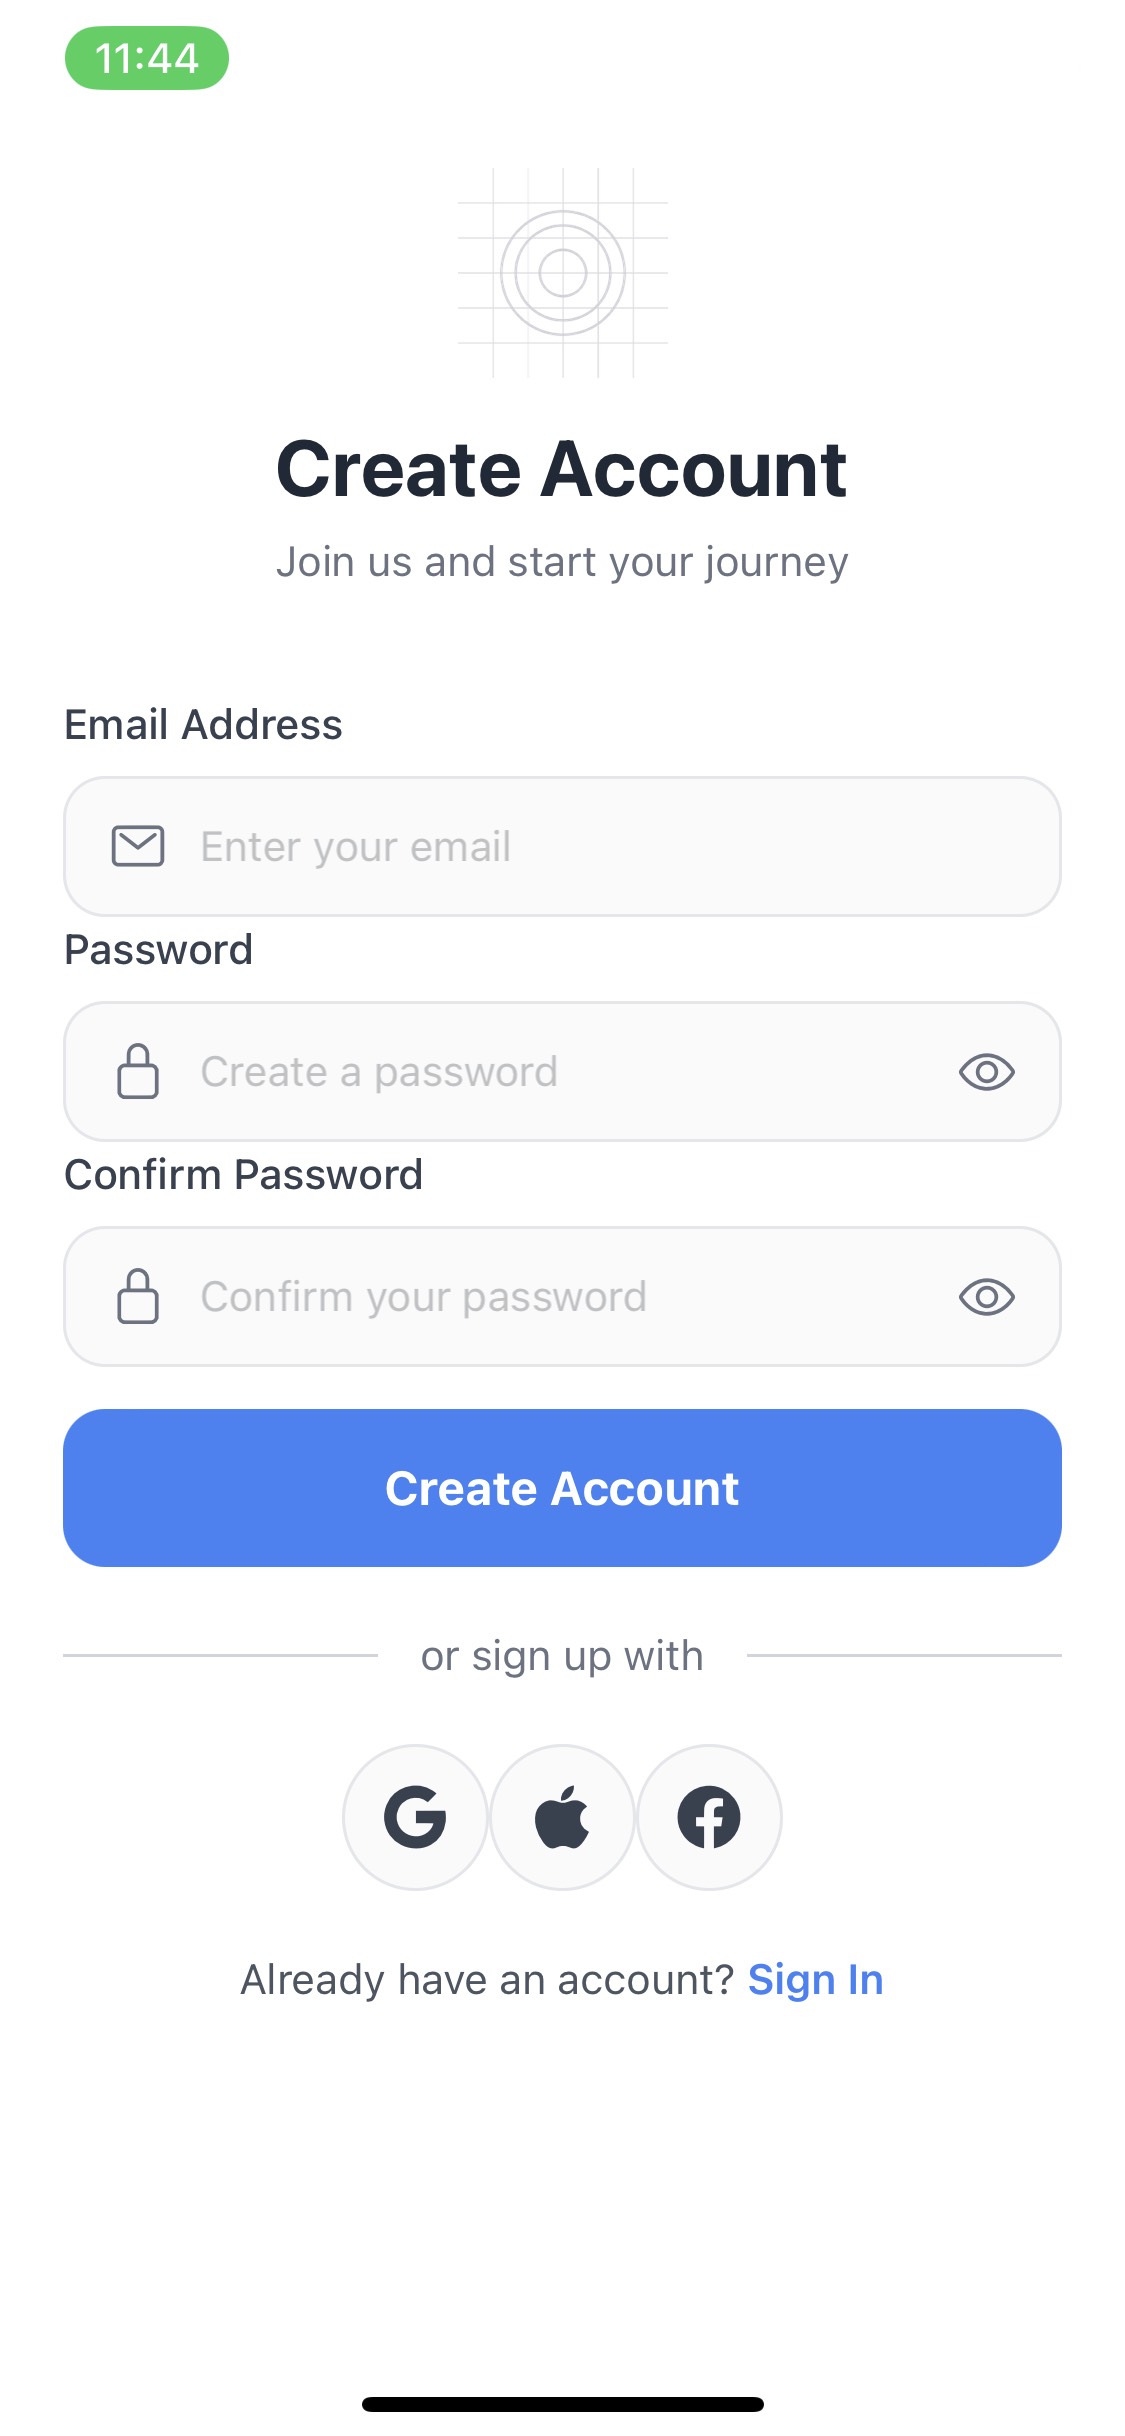 11:44
Create Account
Join us and start your journey
Email Address
Enter your email
Password
Create a password
Confirm Password
Confirm your password
Create Account
or sign up with
Already have an account? Sign In